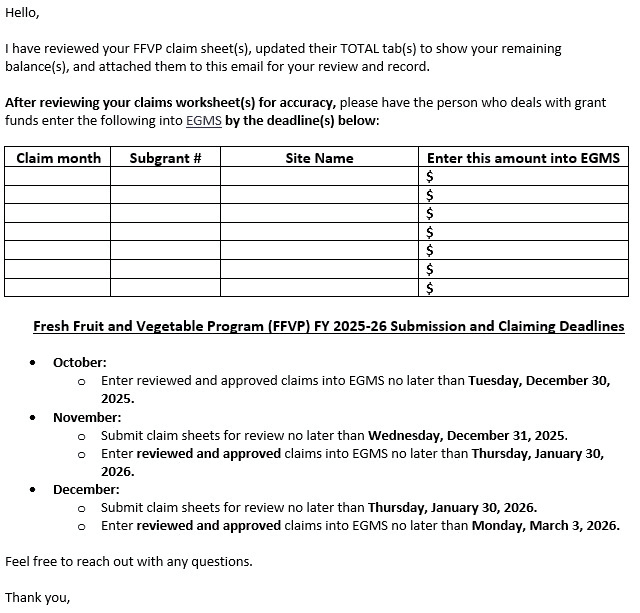 Hello,
I have reviewed your FFVP claim sheet(s), updated their TOTAL tab(s) to show your remaining
balance(s), and attached them to this email for your review and record.
After reviewing your claims worksheet(s) for accuracy, please have the person who deals with grant
funds enter the following into EGMS by the deadline(s) below:
Claim month Subgrant # Site Name Enter this amount into EGMS
$
$
$
$
$
$
$
Fresh Fruit and Vegetable Program (FFVP) FY 2025-26 Submission and Claiming Deadlines
• October:
o Enter reviewed and approved claims into EGMS no later than Tuesday, December 30,
2025.
• November:
o Submit claim sheets for review no later than Wednesday, December 31, 2025.
o Enter reviewed and approved claims into EGMS no later than Thursday, January 30,
2026.
• December:
o Submit claim sheets for review no later than Thursday, January 30, 2026.
o Enter reviewed and approved claims into EGMS no later than Monday, March 3, 2026.
Feel free to reach out with any questions.
Thank you,